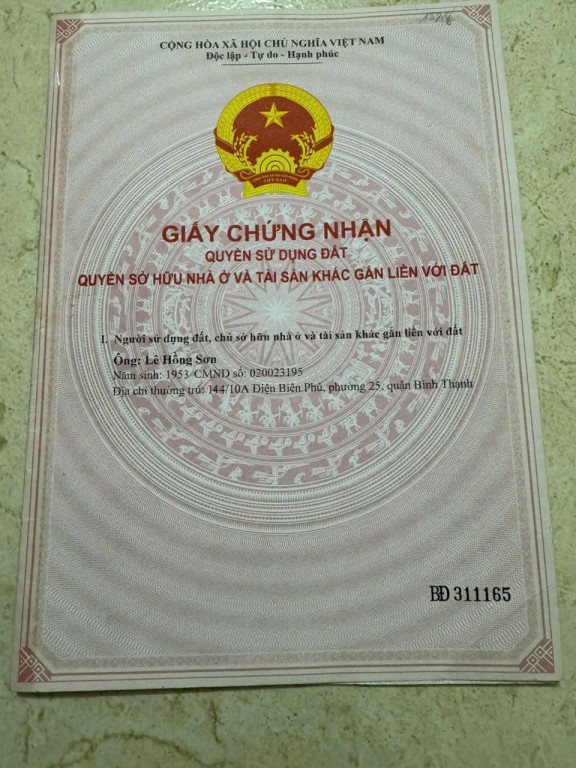 CỘNG HÒA XÃ HỘI CHỦ NGHĨA VIỆT NAM
Độc lập - Tự do - Hạnh phúc
GIẤY CHỨNG NHẬN
QUYỀN SỬ DỤNG ĐẤT
QUYỀN SỞ HỮU NHÀ Ở VÀ TÀI SẢN KHÁC GẮN LIỀN VỚI ĐẤT
I. Người sử dụng đất, chủ sở hữu nhà ở và tài sản khác gắn liền với đất
Ông: Lê Hồng Sơn
Năm sinh: 1953 CMND số: 020023195
Địa chỉ thường trú: 144/10A Điện Biên Phủ, phường 25, quận Bình Thạnh
BĐ 311165